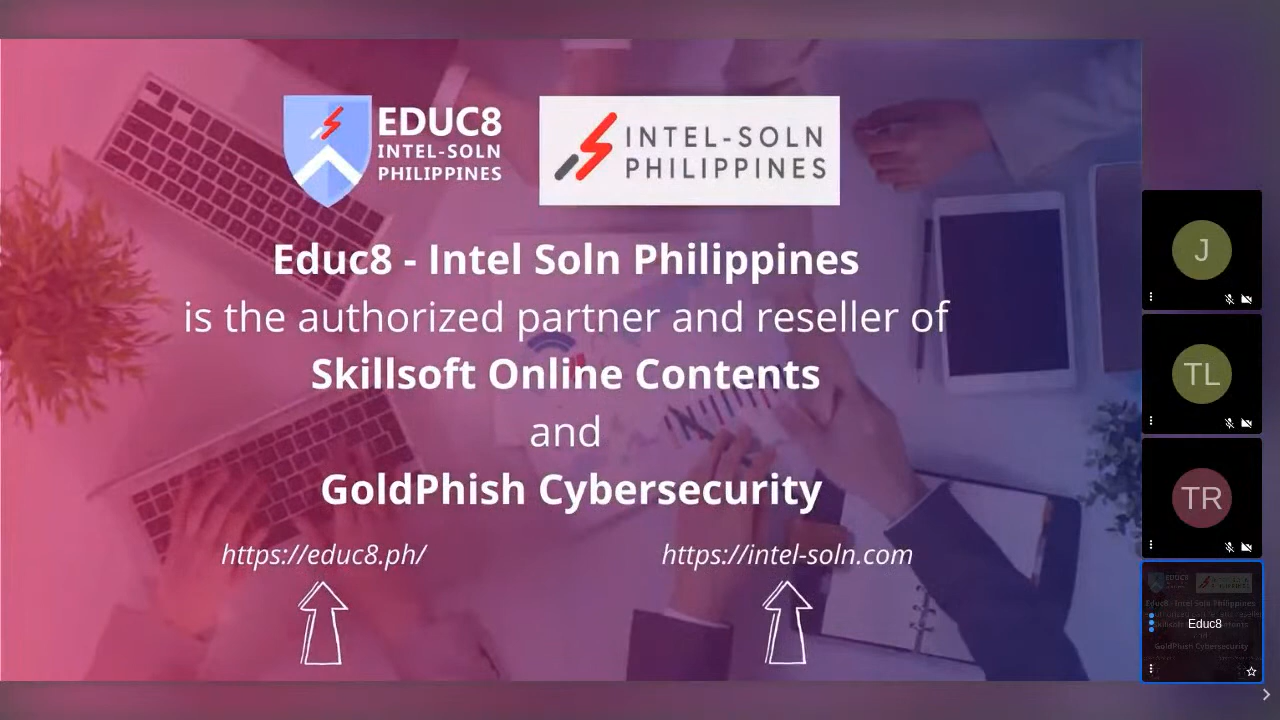 EDUC8
INTEL-SOLN
PHILIPPINES
INTEL-SOLN
PHILIPPINES
Educ8 - Intel Soln Philippines
is the authorized partner and reseller of
Skillsoft Online Contents
and
GoldPhish Cybersecurity
https://educ8.ph/
https://intel-soln.com
J
TL
TR
Educ8